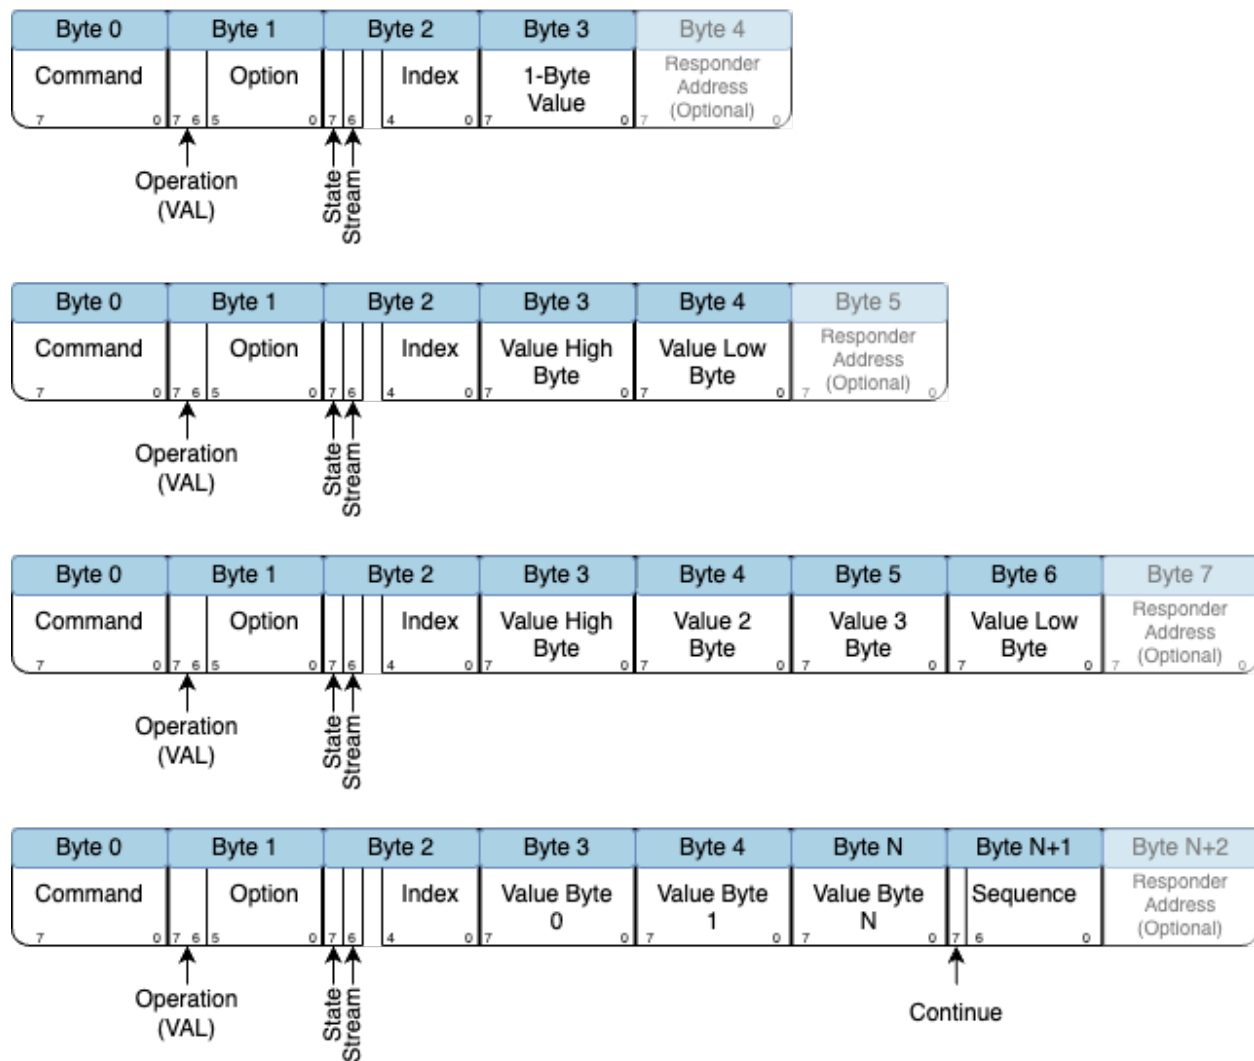 Byte 0 Byte 1 Byte 2 Byte 3 Byte 4
Command Option Index 1-Byte Value Responder Address (Optional)
7 0 7 6 5 0 7 6 4 0 7 0 7 0
Operation (VAL) State Stream
Byte 0 Byte 1 Byte 2 Byte 3 Byte 4 Byte 5
Command Option Index Value High Byte Value Low Byte Responder Address (Optional)
7 0 7 6 5 0 7 6 4 0 7 0 7 0 7 0
Operation (VAL) State Stream
Byte 0 Byte 1 Byte 2 Byte 3 Byte 4 Byte 5 Byte 6 Byte 7
Command Option Index Value High Byte Value 2 Byte Value 3 Byte Value Low Byte Responder Address (Optional)
7 0 7 6 5 0 7 6 4 0 7 0 7 0 7 0 7 0 7 0
Operation (VAL) State Stream
Byte 0 Byte 1 Byte 2 Byte 3 Byte 4 Byte N Byte N+1 Byte N+2
Command Option Index Value Byte 0 Value Byte 1 Value Byte N Sequence Responder Address (Optional)
7 0 7 6 5 0 7 6 4 0 7 0 7 0 7 0 7 6 0
Operation (VAL) State Stream Continue